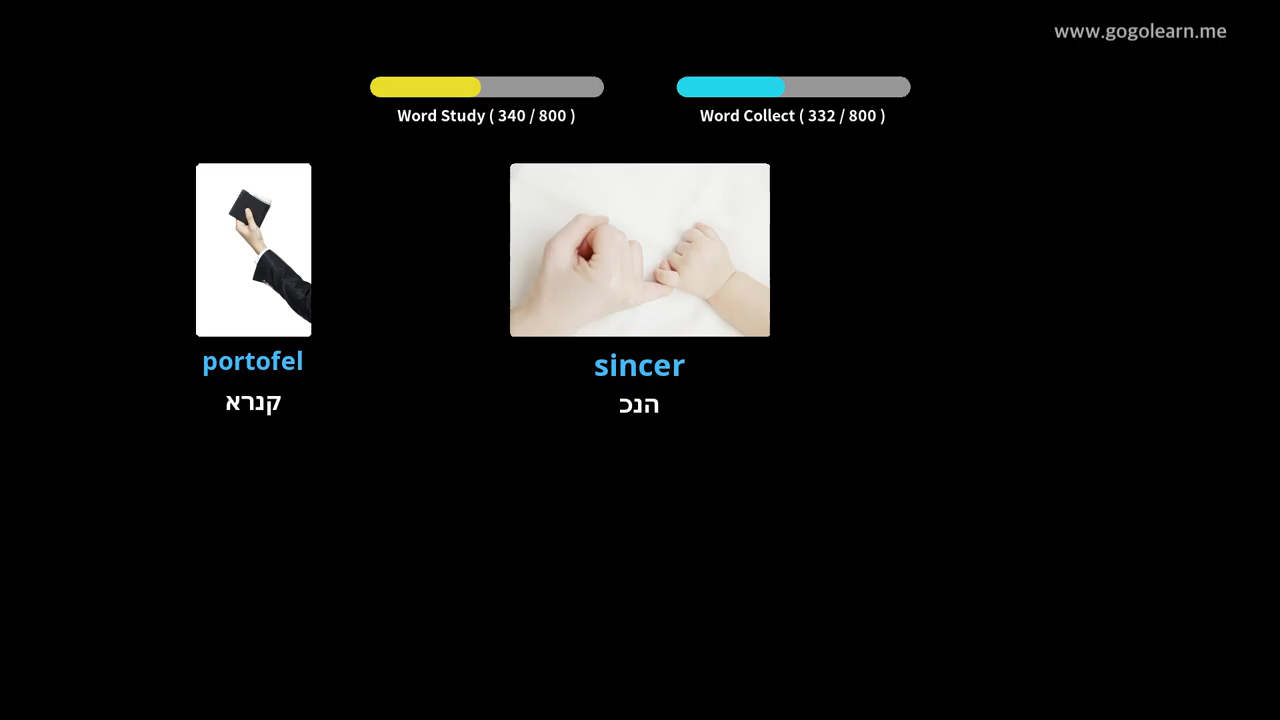 www.gogolearn.me
Word Study ( 340 / 800 )
Word Collect ( 332 / 800 )
portofel
קנרא
sincer
הנכ